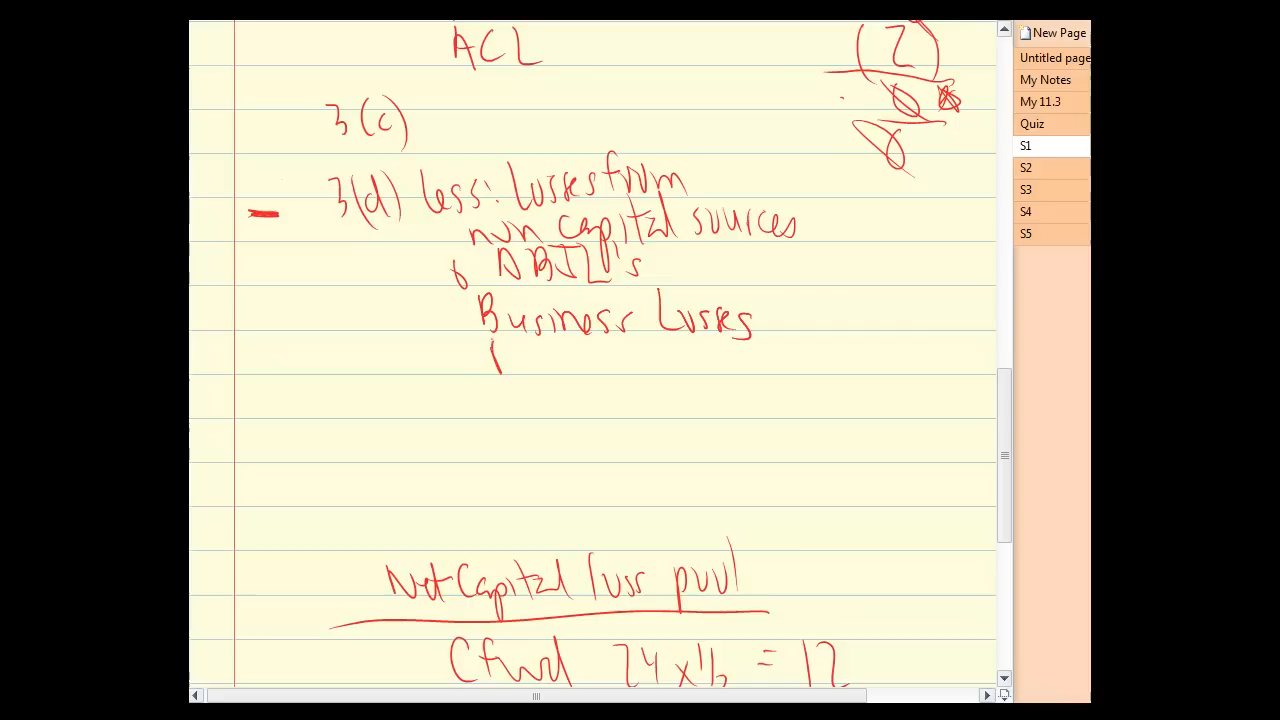 ACL (2)
3(c)
3(d) less: Losses from
non capital sources
ABIL's
Business Losses
Net Capital Loss pool
Cfwd 24 x 1/2 = 12
New Page
Untitled page
My Notes
My 11.3
Quiz
S1
S2
S3
S4
S5